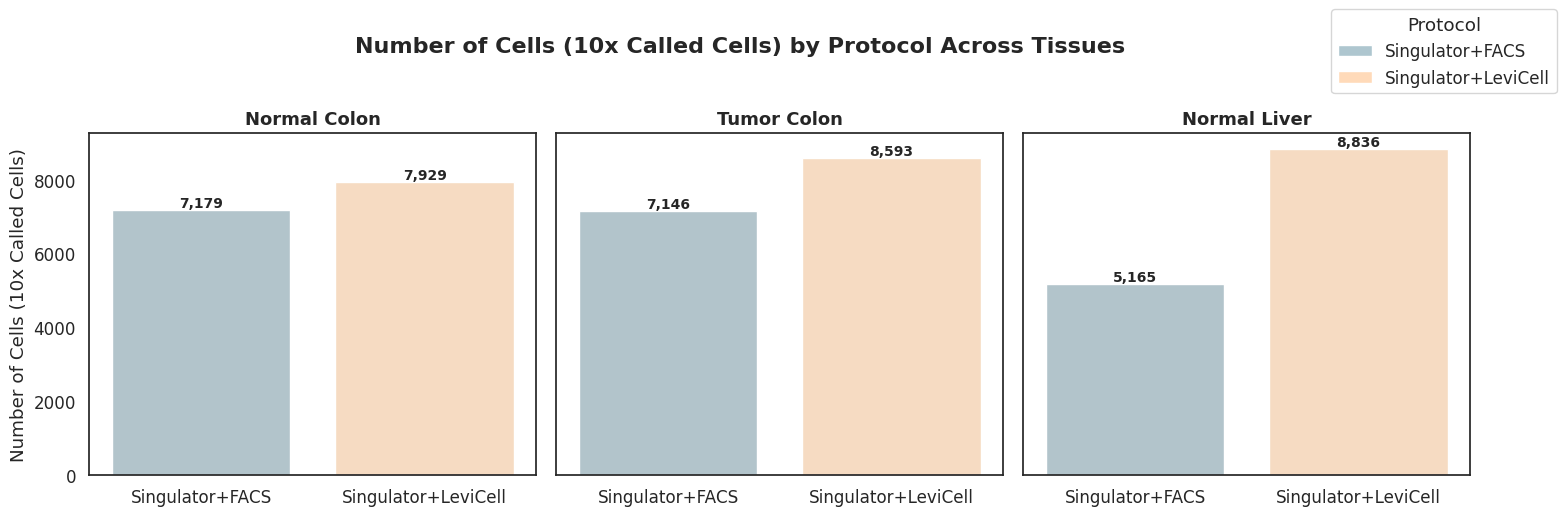 Number of Cells (10x Called Cells) by Protocol Across Tissues
Protocol
Singulator+FACS
Singulator+LeviCell
Normal Colon
Tumor Colon
Normal Liver
Number of Cells (10x Called Cells)
8000
6000
4000
2000
0
7,179
7,929
7,146
8,593
5,165
8,836
Singulator+FACS
Singulator+LeviCell
Singulator+FACS
Singulator+LeviCell
Singulator+FACS
Singulator+LeviCell